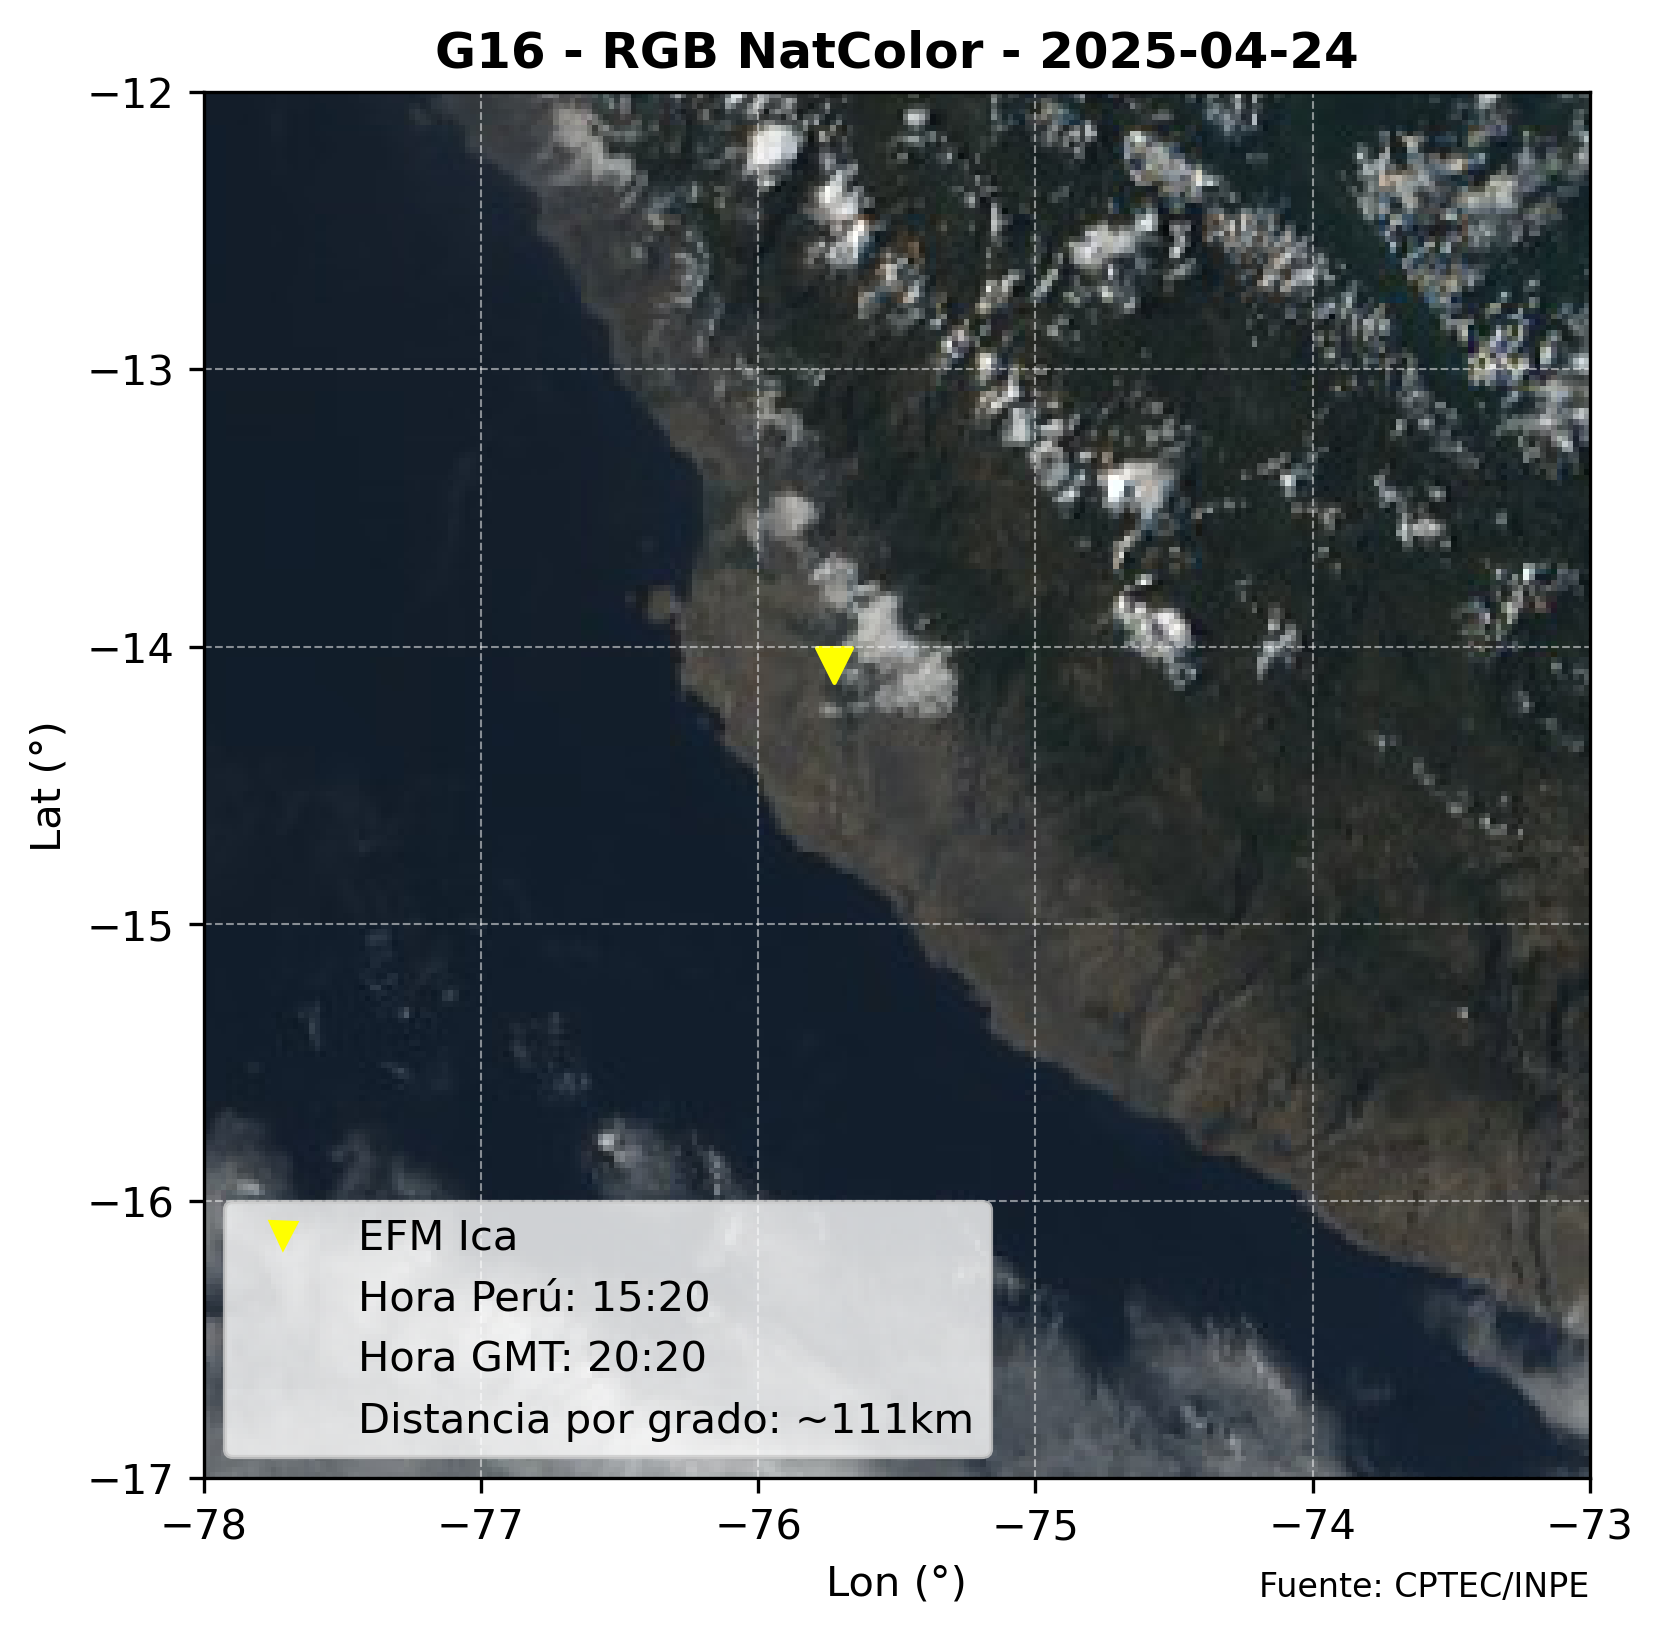 G16 - RGB NatColor - 2025-04-24
−12
−13
−14
−15
−16
−17
Lat (°)
EFM Ica
Hora Perú: 15:20
Hora GMT: 20:20
Distancia por grado: ~111km
−78 −77 −76 −75 −74 −73
Lon (°)
Fuente: CPTEC/INPE